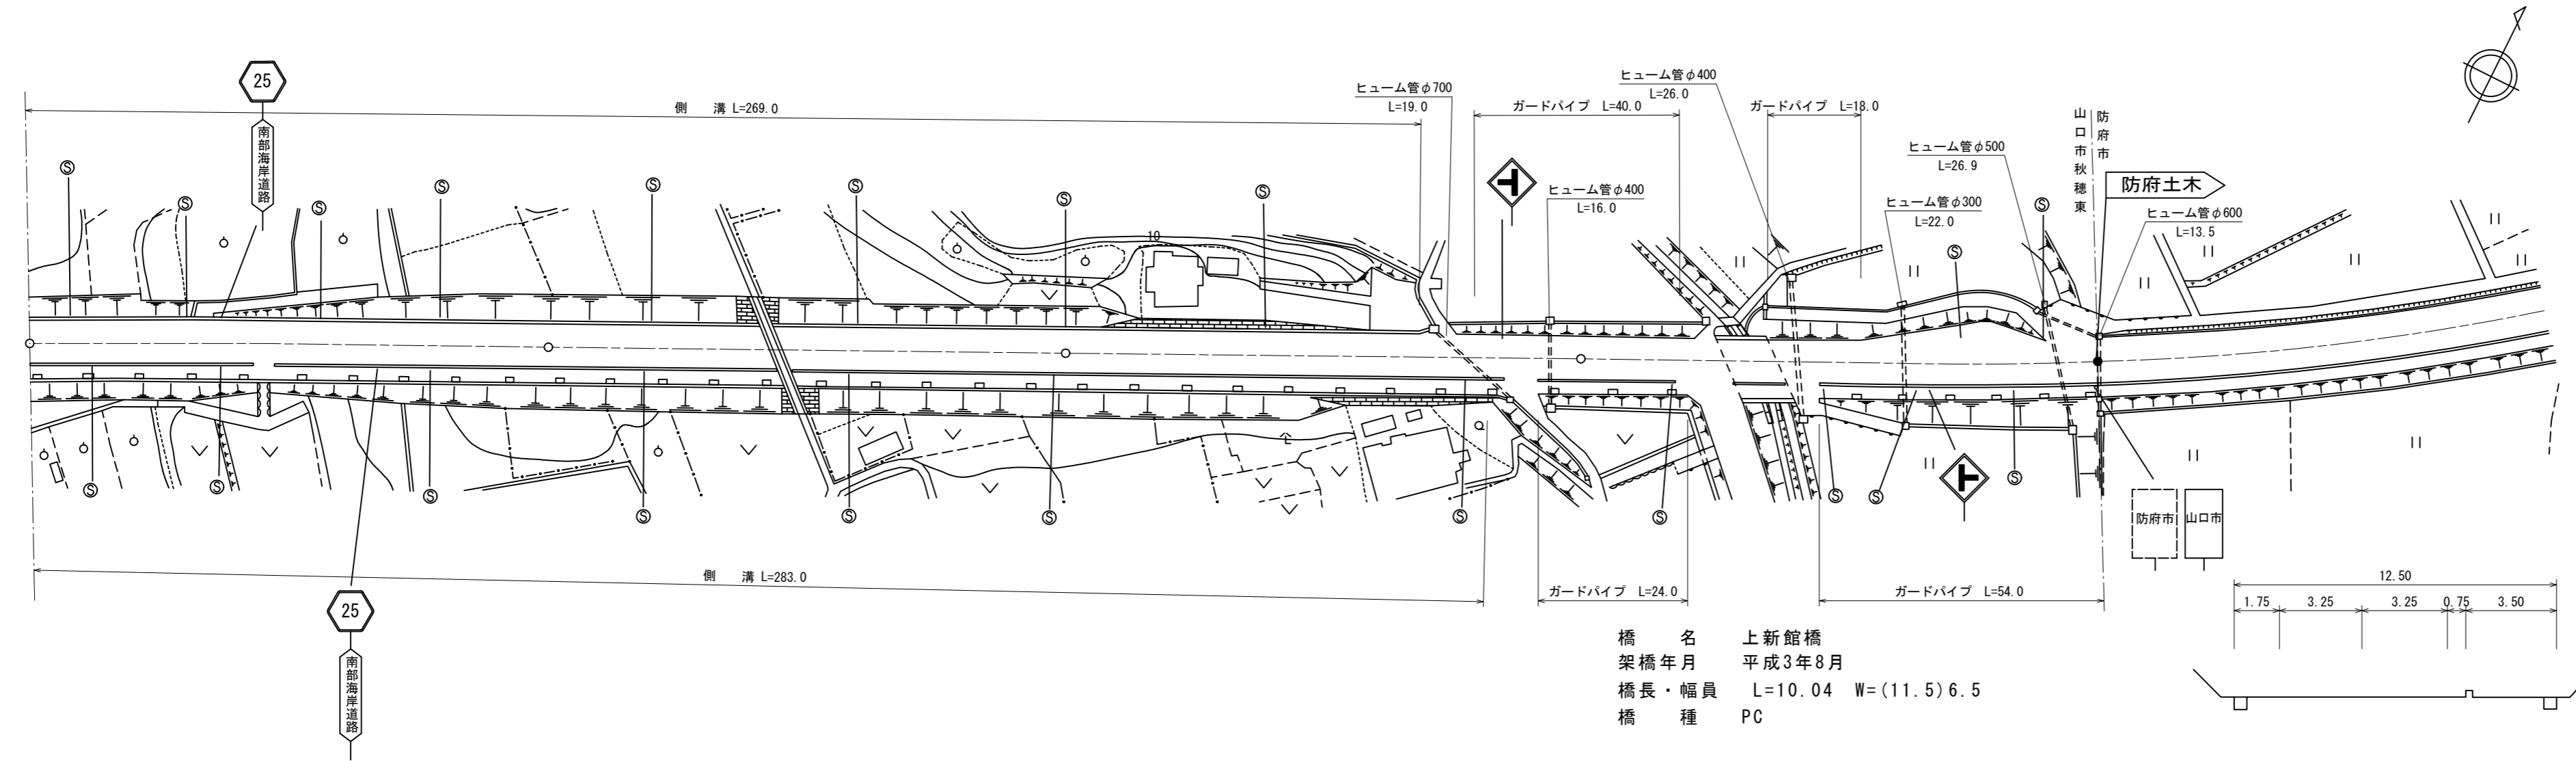 25
南部海岸道路
側　溝 L=269.0
ヒューム管φ700
L=19.0
ガードパイプ L=40.0
ヒューム管φ400
L=26.0
ガードパイプ L=18.0
ヒューム管φ400
L=16.0
ヒューム管φ500
L=26.9
ヒューム管φ300
L=22.0
山口市秋穂東
防府市
防府土木
ヒューム管φ600
L=13.5
S
S
S
S
S
S
S
S
S
S
10
S
S
S
S
S
S
S
S
S
S
S
防府市
山口市
側　溝 L=283.0
ガードパイプ L=24.0
ガードパイプ L=54.0
25
南部海岸道路
12.50
1.75
3.25
3.25
0.75
3.50
橋　名　上新館橋
架橋年月　平成3年8月
橋長・幅員　L=10.04　W=(11.5)6.5
橋　種　PC